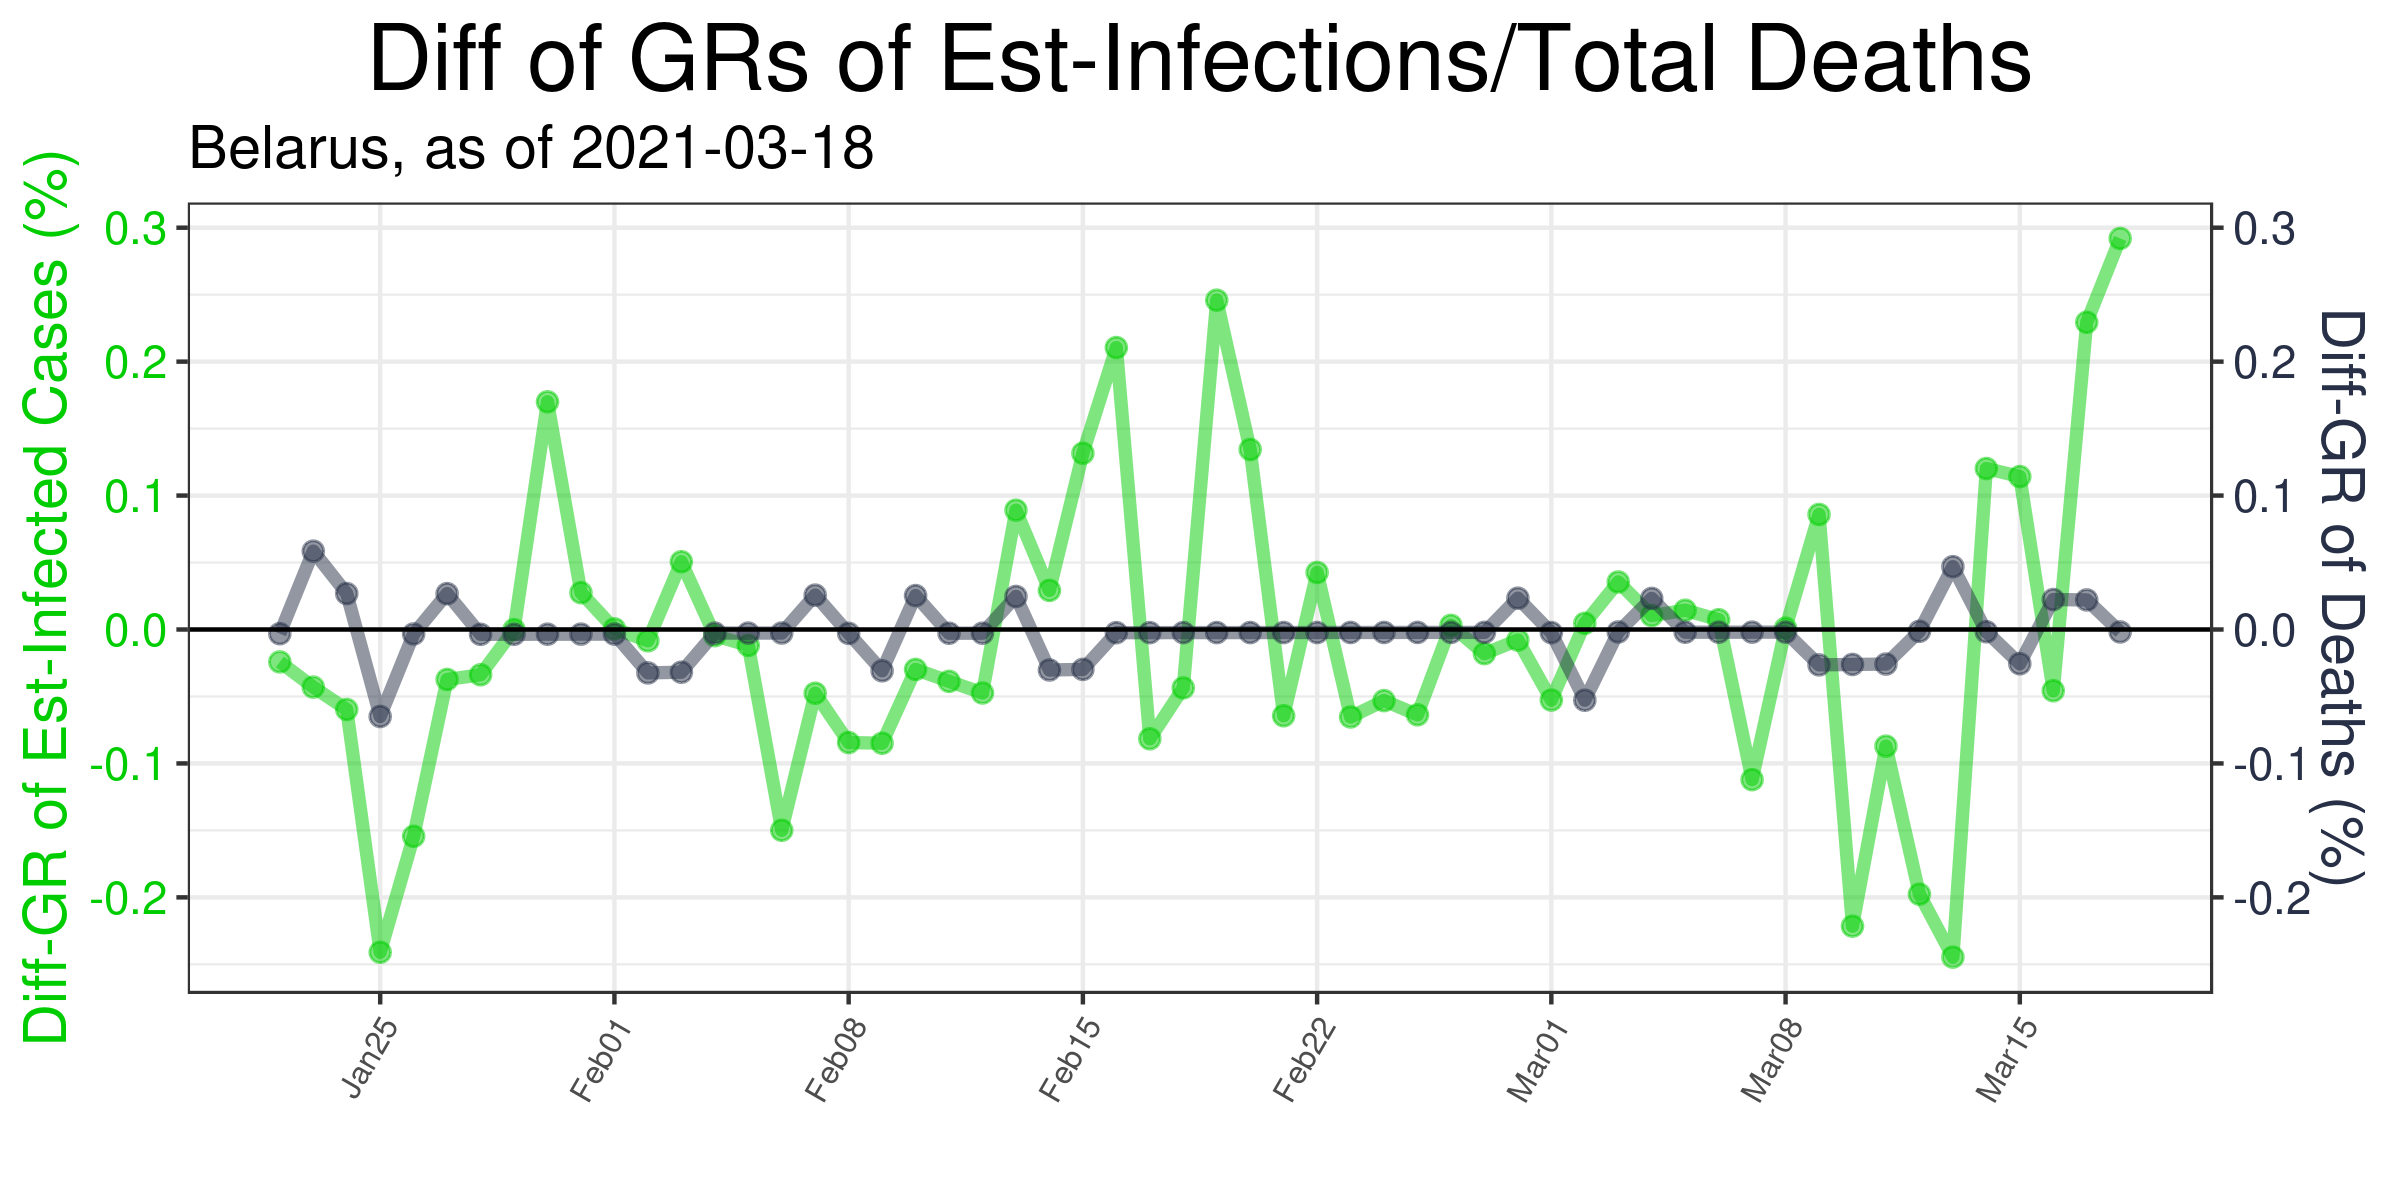 Diff of GRs of Est-Infections/Total Deaths
Belarus, as of 2021-03-18
Diff-GR of Est-Infected Cases (%)
0.3
0.2
0.1
0.0
-0.1
-0.2
0.3
0.2
0.1
0.0
-0.1
-0.2
Diff-GR of Deaths (%)
Jan25
Feb01
Feb08
Feb15
Feb22
Mar01
Mar08
Mar15